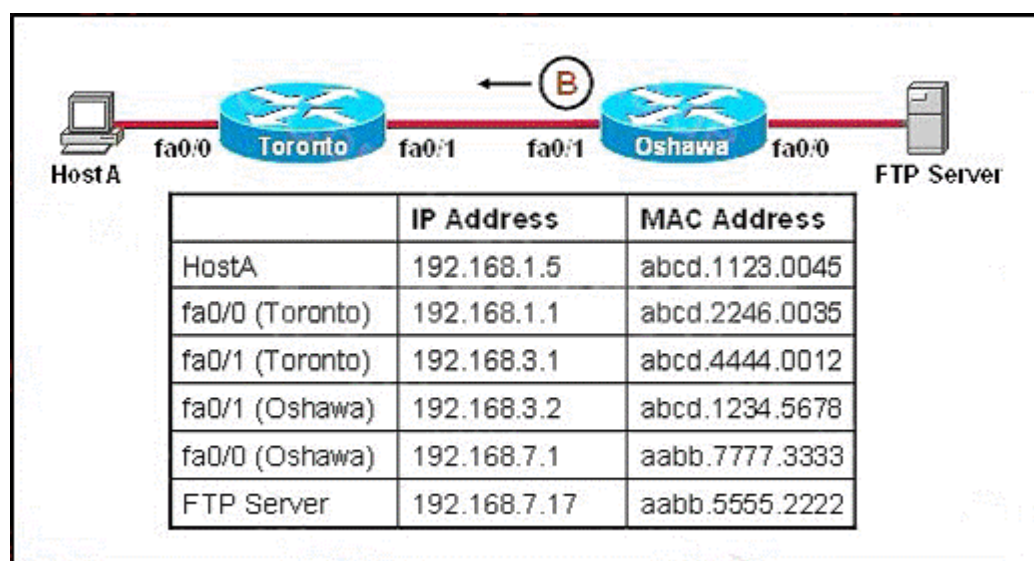 B
fa0/0 Toronto fa0/1 fa0/1 Oshawa fa0/0
Host A FTP Server
IP Address MAC Address
HostA 192.168.1.5 abcd.1123.0045
fa0/0 (Toronto) 192.168.1.1 abcd.2246.0035
fa0/1 (Toronto) 192.168.3.1 abcd.4444.0012
fa0/1 (Oshawa) 192.168.3.2 abcd.1234.5678
fa0/0 (Oshawa) 192.168.7.1 aabb.7777.3333
FTP Server 192.168.7.17 aabb.5555.2222